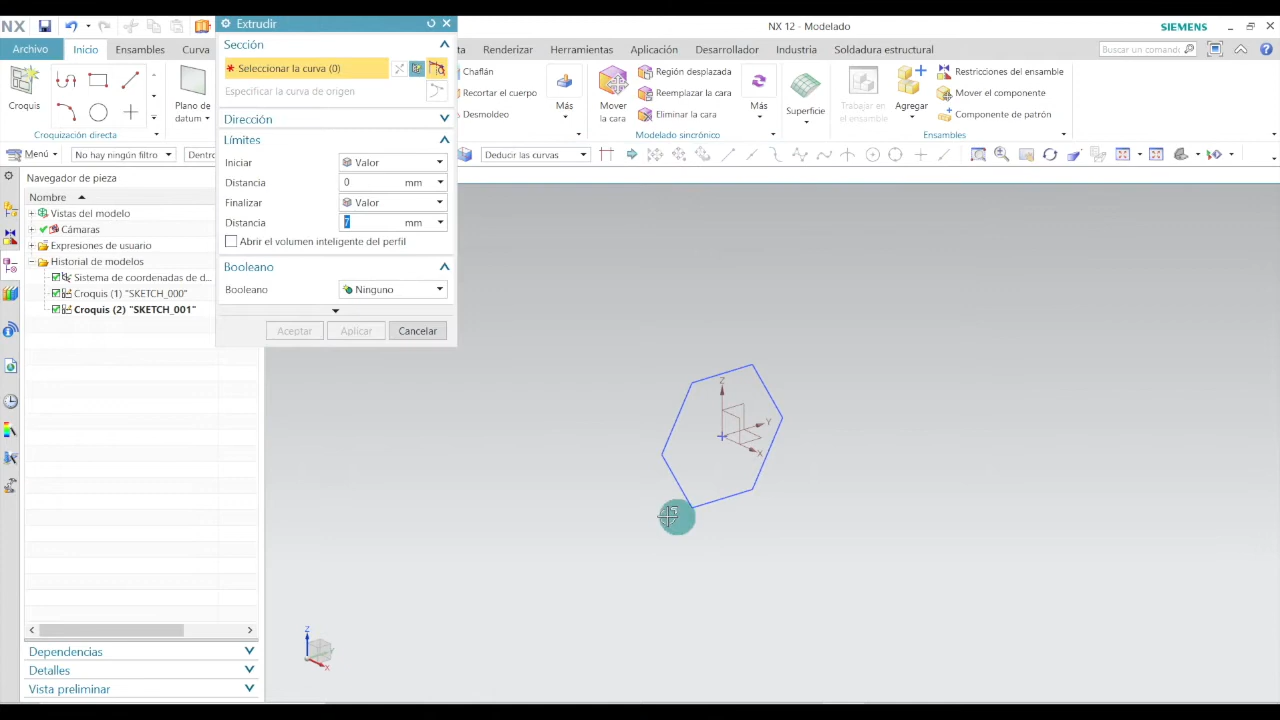 NX
Extrudir
NX 12 - Modelado
SIEMENS
Archivo
Inicio
Ensambles
Curva
ta
Renderizar
Herramientas
Aplicación
Desarrollador
Industria
Soldadura estructural
Buscar un comando
Croquis
Croquización directa
Plano de
datum
Chaflán
Recortar el cuerpo
Desmoldeo
Más
Mover
la cara
Región desplazada
Reemplazar la cara
Eliminar la cara
Modelado sincrónico
Más
Superficie
Trabajar en
el ensamble
Agregar
Restricciones del ensamble
Mover el componente
Componente de patrón
Ensambles
Menú
No hay ningún filtro
Dentro
Deducir las curvas
Sección
* Seleccionar la curva (0)
Especificar la curva de origen
Dirección
Límites
Iniciar
Valor
Distancia
0 mm
Finalizar
Valor
Distancia
7 mm
Abrir el volumen inteligente del perfil
Booleano
Booleano
Ninguno
Aceptar
Aplicar
Cancelar
Navegador de pieza
Nombre
Vistas del modelo
Cámaras
Expresiones de usuario
Historial de modelos
Sistema de coordenadas de d...
Croquis (1) "SKETCH_000"
Croquis (2) "SKETCH_001"
Dependencias
Detalles
Vista preliminar
Z
Y
X
Z
Y
X